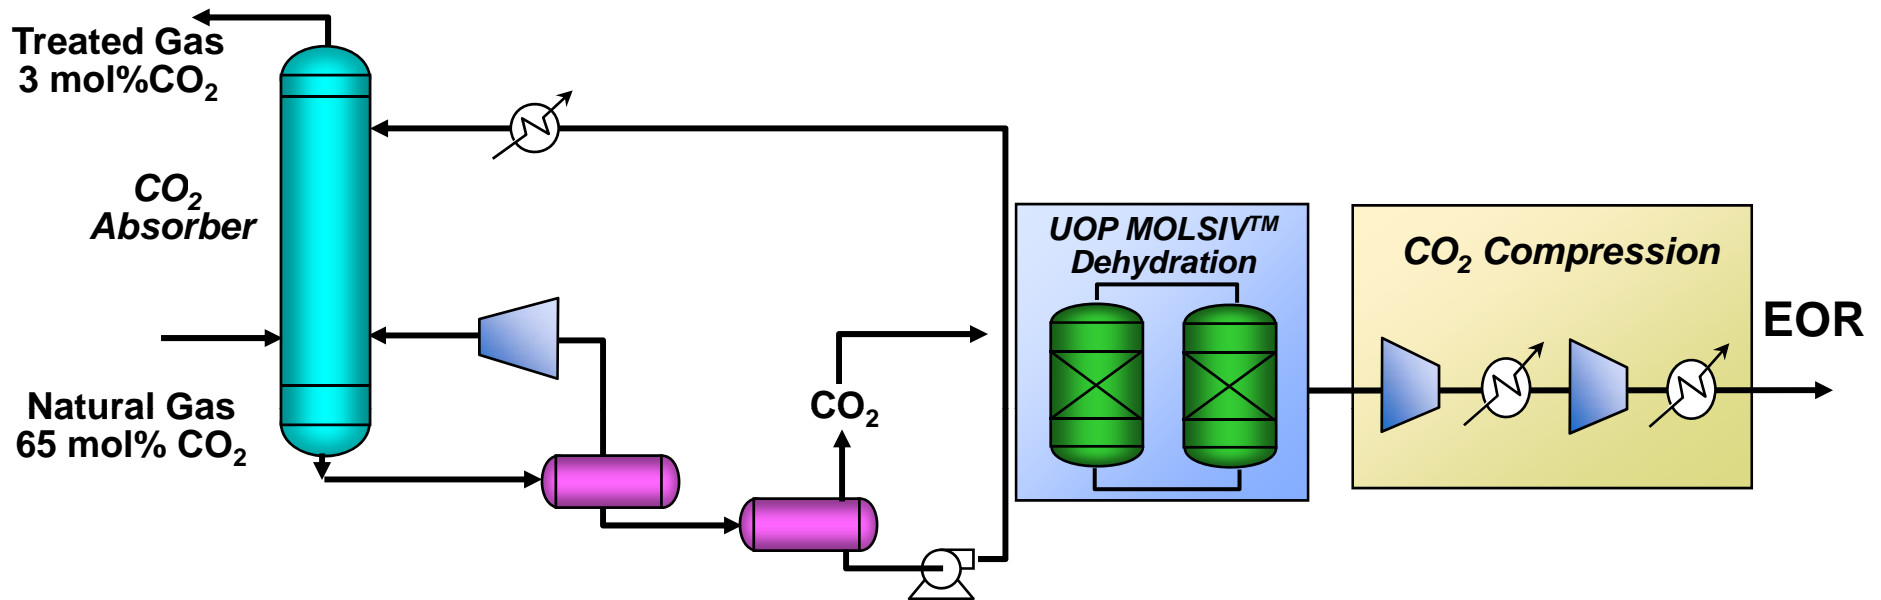 Treated Gas
3 mol%CO₂
CO₂
Absorber
Natural Gas
65 mol% CO₂
CO₂
UOP MOLSIV™
Dehydration
CO₂ Compression
EOR